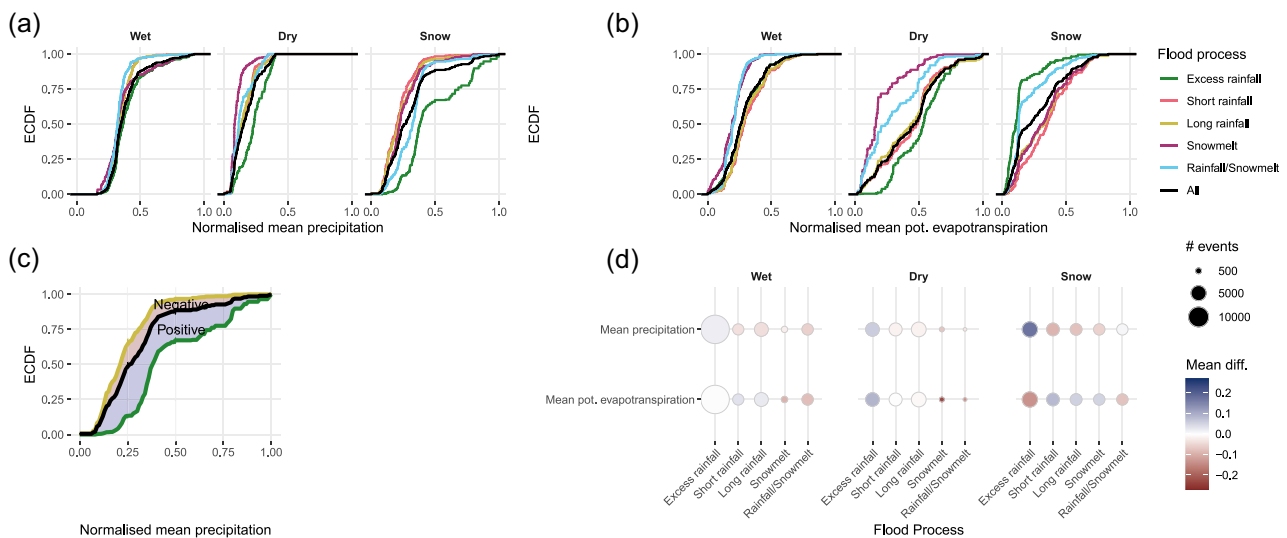 (a)
Wet
Dry
Snow
ECDF
1.00
0.75
0.50
0.25
0.00
0.0
0.5
1.0
0.0
0.5
1.0
0.0
0.5
1.0
Normalised mean precipitation
(b)
Wet
Dry
Snow
ECDF
1.00
0.75
0.50
0.25
0.00
0.0
0.5
1.0
0.0
0.5
1.0
0.0
0.5
1.0
Normalised mean pot. evapotranspiration
Flood process
Excess rainfall
Short rainfall
Long rainfall
Snowmelt
Rainfall/Snowmelt
All
(c)
ECDF
1.00
0.75
0.50
0.25
0.00
Negative
Positive
0.00
0.25
0.50
0.75
1.00
Normalised mean precipitation
(d)
Wet
Dry
Snow
Mean precipitation
Mean pot. evapotranspiration
Excess rainfall
Short rainfall
Long rainfall
Snowmelt
Rainfall/Snowmelt
Excess rainfall
Short rainfall
Long rainfall
Snowmelt
Rainfall/Snowmelt
Excess rainfall
Short rainfall
Long rainfall
Snowmelt
Rainfall/Snowmelt
Flood Process
# events
500
5000
10000
Mean diff.
0.2
0.1
0.0
−0.1
−0.2